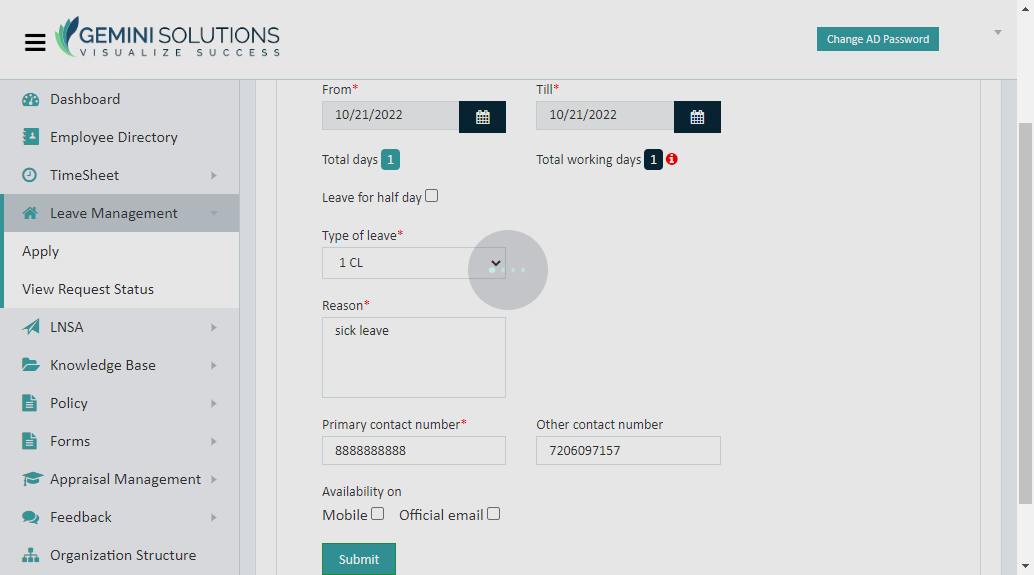 GEMINI SOLUTIONS
VISUALIZE SUCCESS
Change AD Password
Dashboard
Employee Directory
TimeSheet
Leave Management
Apply
View Request Status
LNSA
Knowledge Base
Policy
Forms
Appraisal Management
Feedback
Organization Structure
From* Till*
10/21/2022 10/21/2022
Total days 1 Total working days 1
Leave for half day
Type of leave*
1 CL
Reason*
sick leave
Primary contact number* Other contact number
8888888888 7206097157
Availability on
Mobile Official email
Submit